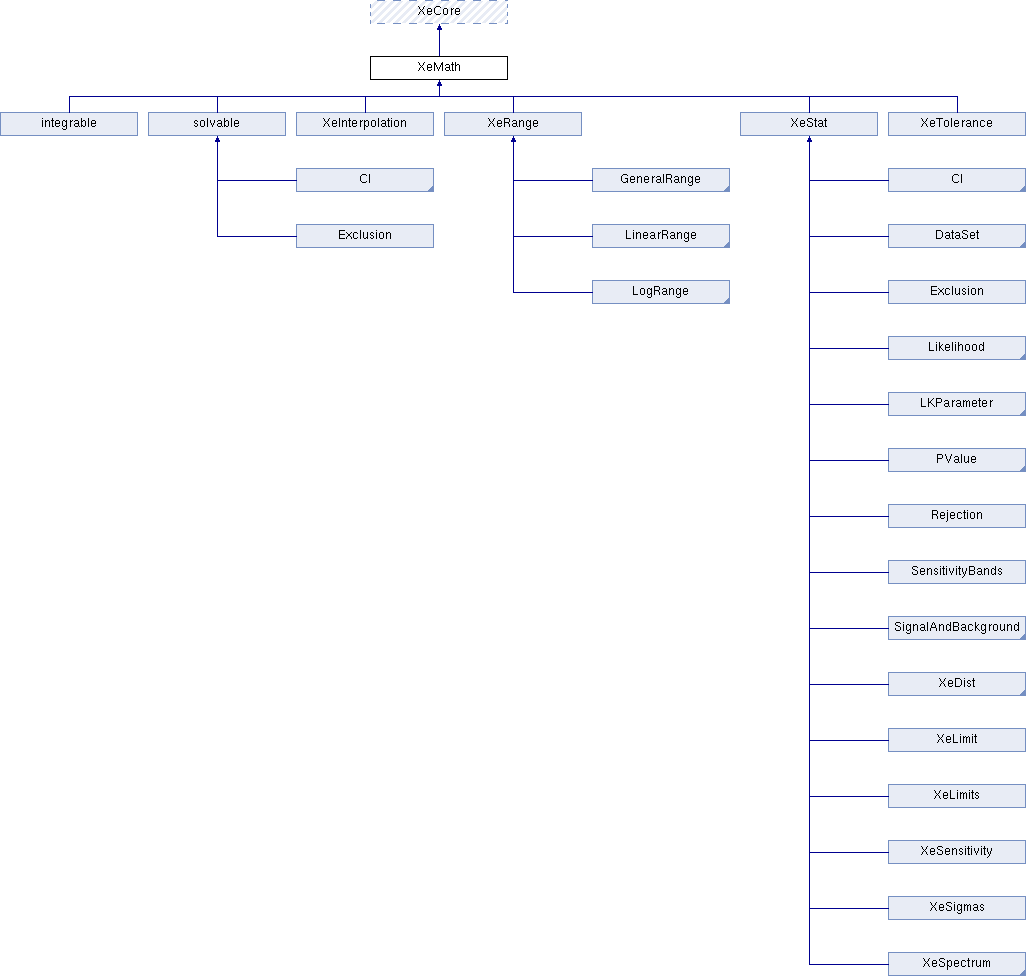 XeCore
XeMath
integrable
solvable
XeInterpolation
XeRange
XeStat
XeTolerance
CI
GeneralRange
CI
Exclusion
LinearRange
DataSet
LogRange
Exclusion
Likelihood
LKParameter
PValue
Rejection
SensitivityBands
SignalAndBackground
XeDist
XeLimit
XeLimits
XeSensitivity
XeSigmas
XeSpectrum